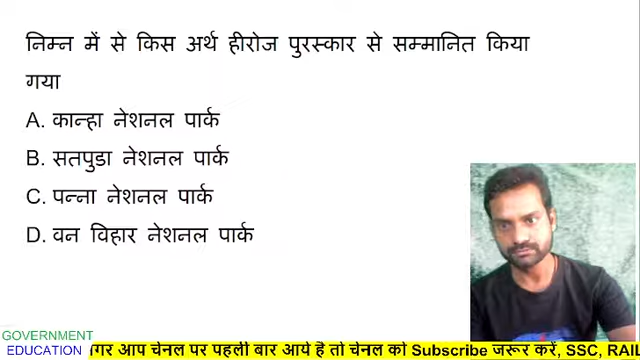 निम्न में से किस अर्थ हीरोज पुरस्कार से सम्मानित किया
गया
A. कान्हा नेशनल पार्क
B. सतपुडा नेशनल पार्क
C. पन्ना नेशनल पार्क
D. वन विहार नेशनल पार्क
GOVERNMENT
EDUCATION
गर आप चेनल पर पहली बार आये है तो चेनल को Subscribe जरूर करें, SSC, RAIL